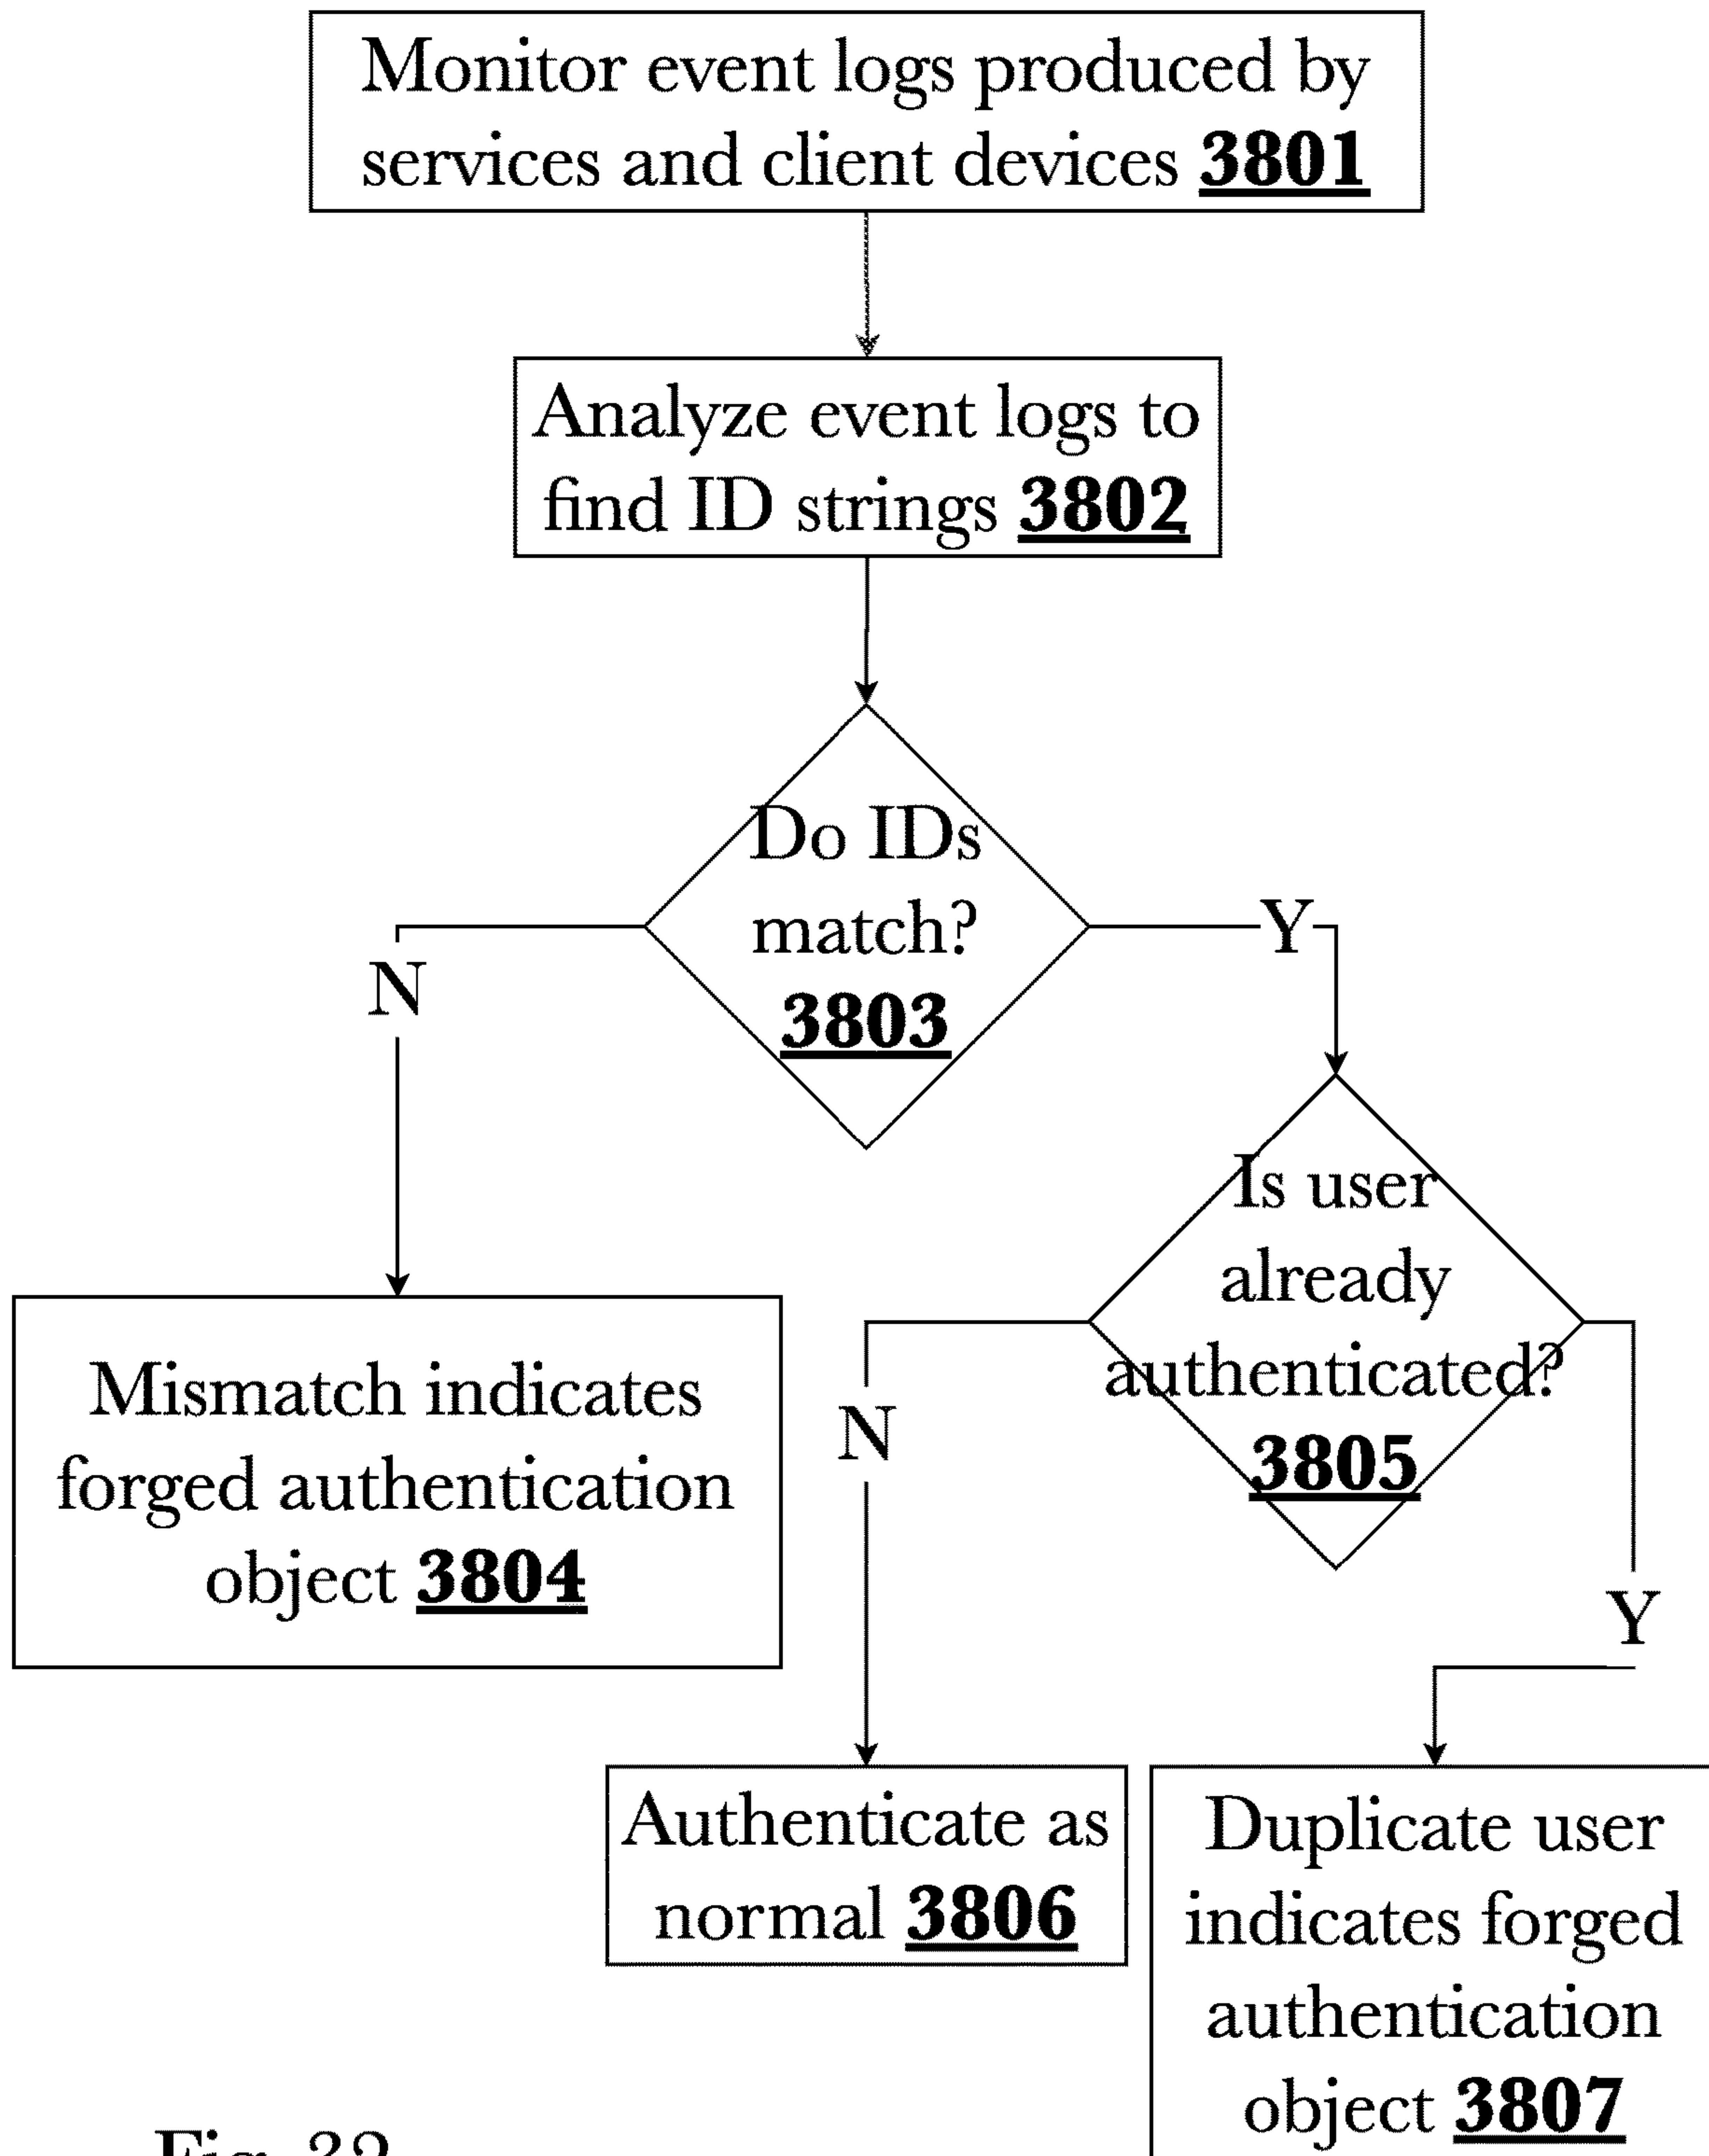 Monitor event logs produced by
services and client devices 3801
Analyze event logs to
find ID strings 3802
Do IDs
match?
3803
N
Y
Is user
already
authenticated?
3805
Mismatch indicates
forged authentication
object 3804
N
Y
Authenticate as
normal 3806
Duplicate user
indicates forged
authentication
object 3807
Fig. 32